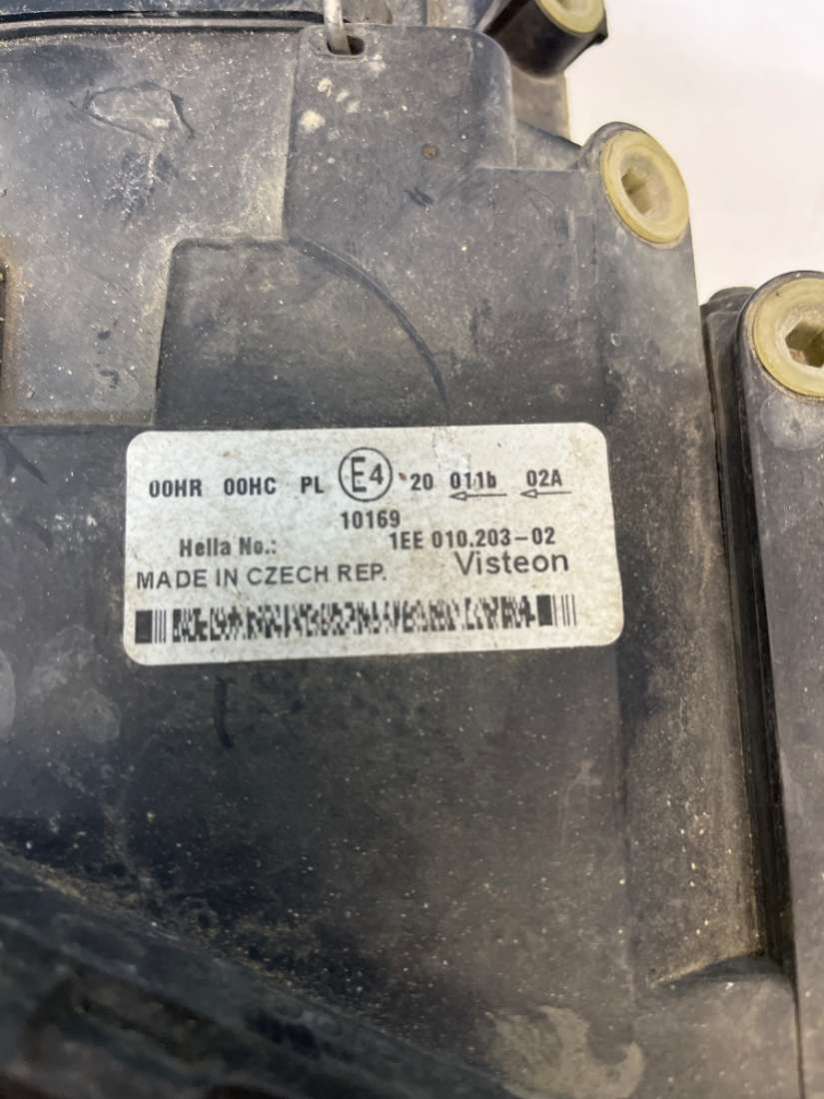 00HR 00HC PL E4 20 011b 02A
10169
Hella No.: 1EE 010.203-02
MADE IN CZECH REP. Visteon